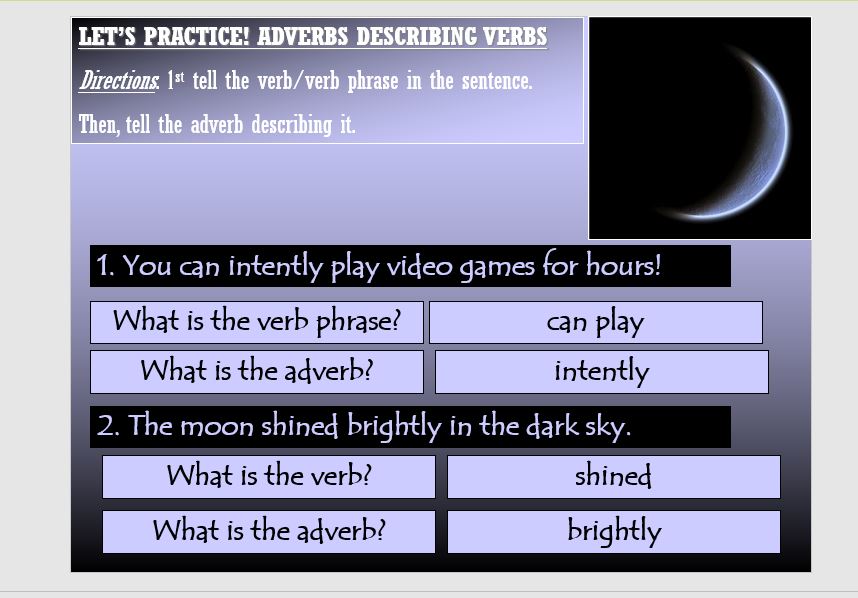 LET'S PRACTICE! ADVERBS DESCRIBING VERBS
Directions: 1st tell the verb/verb phrase in the sentence.
Then, tell the adverb describing it.
1. You can intently play video games for hours!
What is the verb phrase? can play
What is the adverb? intently
2. The moon shined brightly in the dark sky.
What is the verb? shined
What is the adverb? brightly